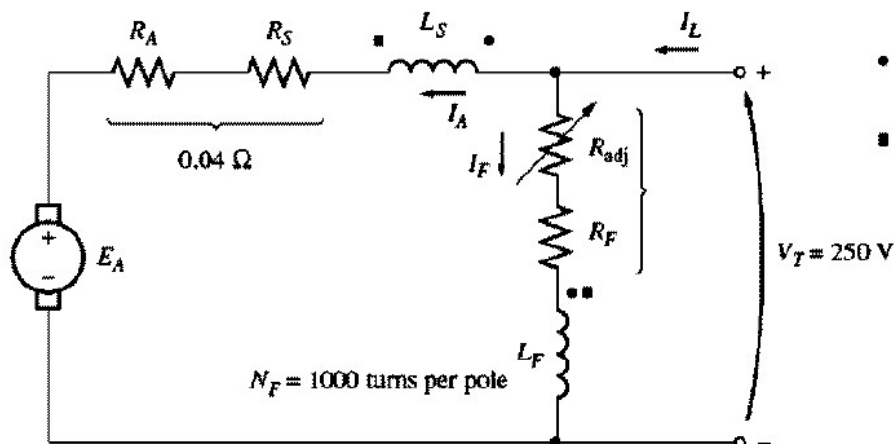 R_A R_S L_S I_L
+
I_A
0.04 Ω
I_F R_adj
R_F
+
−
E_A
V_T = 250 V
L_F
N_F = 1000 turns per pole
−